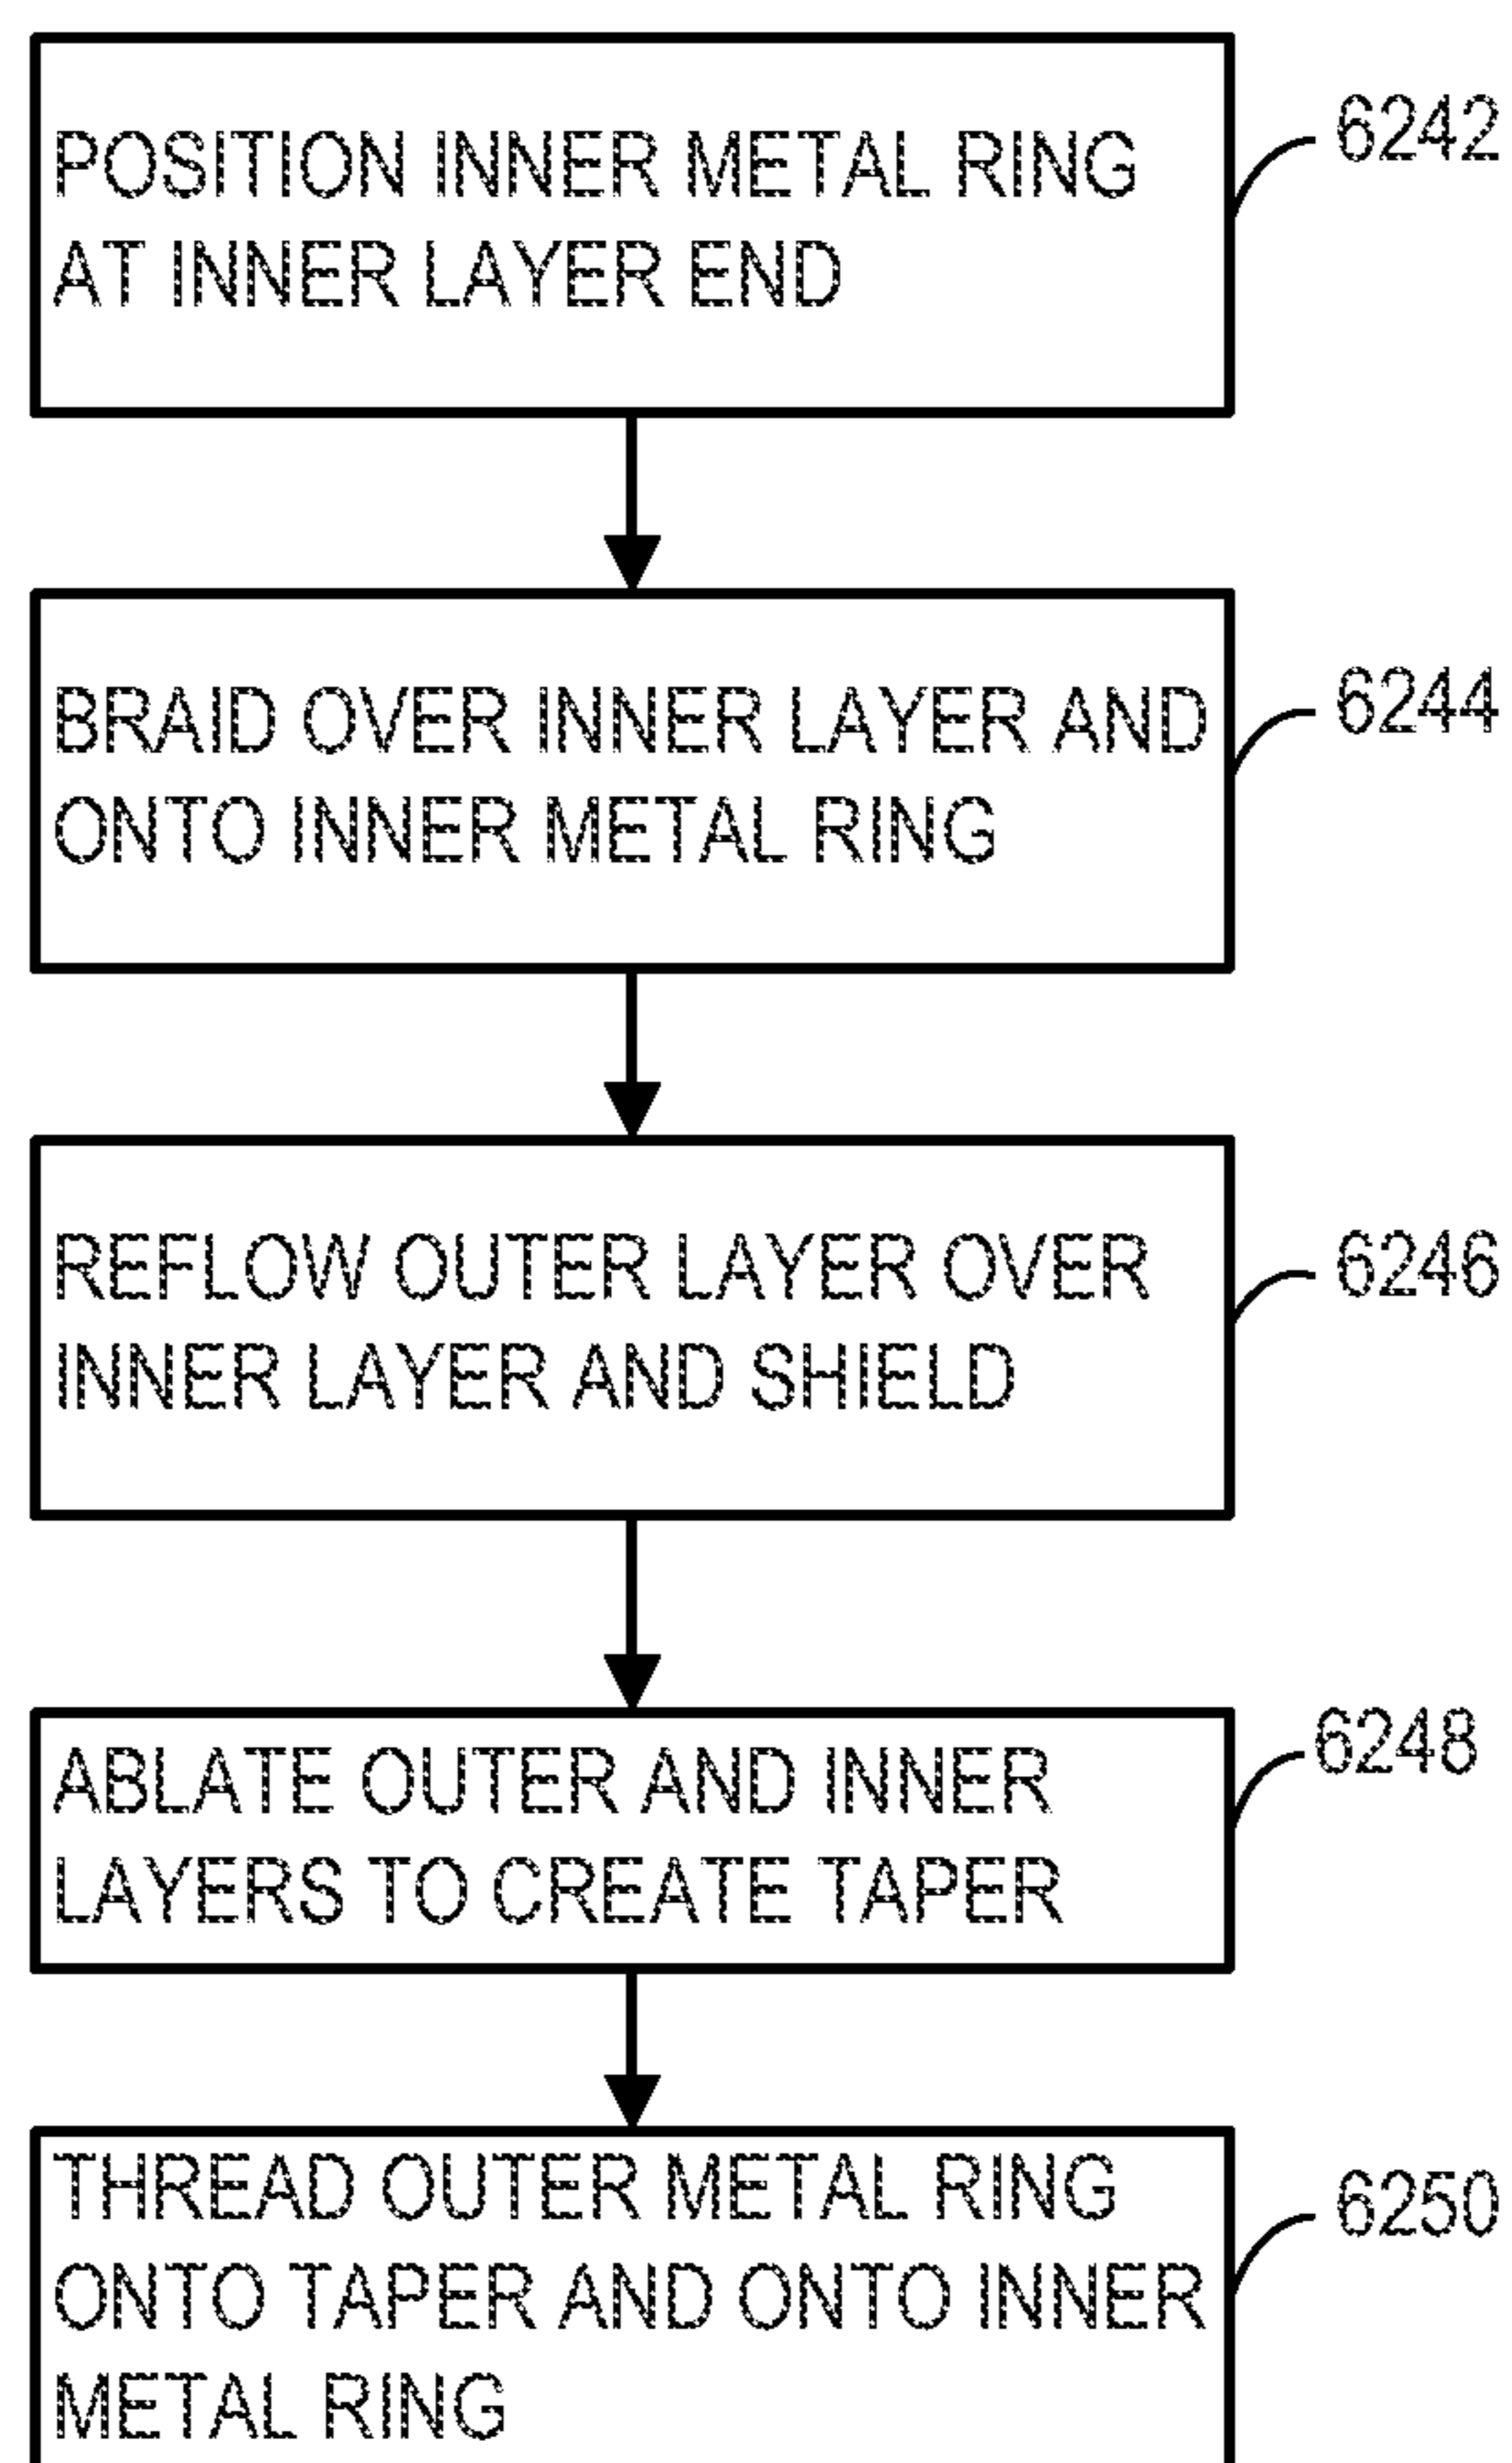 POSITION INNER METAL RING
AT INNER LAYER END
6242
BRAID OVER INNER LAYER AND
ONTO INNER METAL RING
6244
REFLOW OUTER LAYER OVER
INNER LAYER AND SHIELD
6246
ABLATE OUTER AND INNER
LAYERS TO CREATE TAPER
6248
THREAD OUTER METAL RING
ONTO TAPER AND ONTO INNER
METAL RING
6250